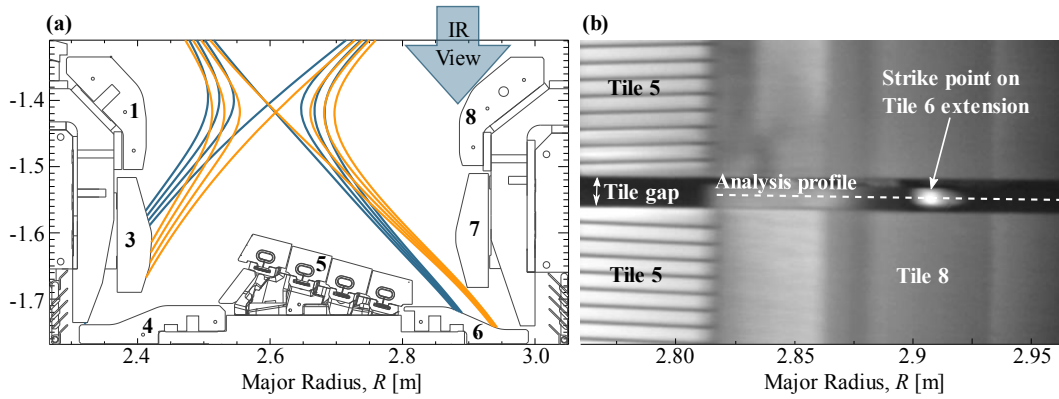 (a)
IR
View
-1.4
-1.5
-1.6
-1.7
1
8
3
7
5
4
6
2.4
2.6
2.8
3.0
Major Radius, R [m]
(b)
Tile 5
Strike point on
Tile 6 extension
Tile gap
Analysis profile
Tile 5
Tile 8
2.80
2.85
2.9
2.95
Major Radius, R [m]